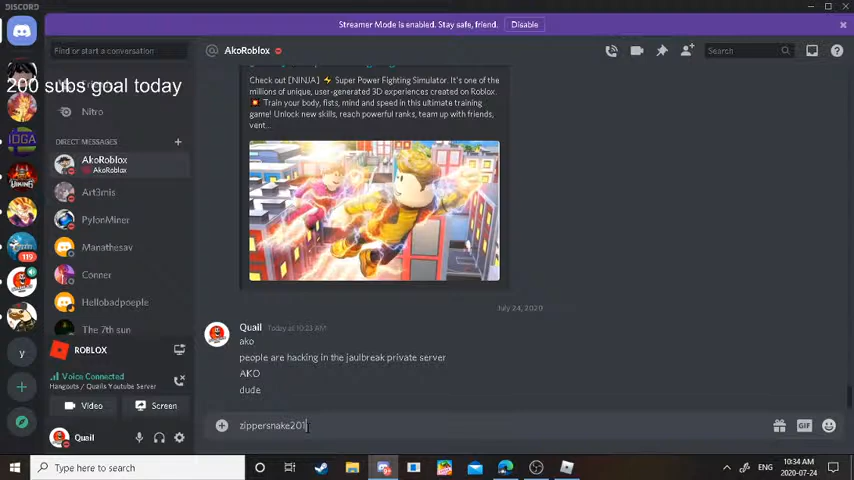 DISCORD
Streamer Mode is enabled. Stay safe, friend. Disable
Find or start a conversation
@ AkoRoblox
Search
200 subs goal today
Nitro
DIRECT MESSAGES +
AkoRoblox
AkoRoblox
Art3mis
PylonMiner
Manathesav
Conner
Hellobadpoeple
The 7th sun
119
y
ROBLOX
Voice Connected
Hangouts / Quails Youtube Server
Video
Screen
Quail
Check out [NINJA] ⚡ Super Power Fighting Simulator. It's one of the
millions of unique, user-generated 3D experiences created on Roblox.
💥 Train your body, fists, mind and speed in this ultimate training
game! Unlock new skills, reach powerful ranks, team up with friends,
vent...
July 24, 2020
Quail Today at 10:23 AM
ako
people are hacking in the jaulbreak private server
AKO
dude
zippersnake201
GIF
Type here to search
ENG
10:34 AM
2020-07-24